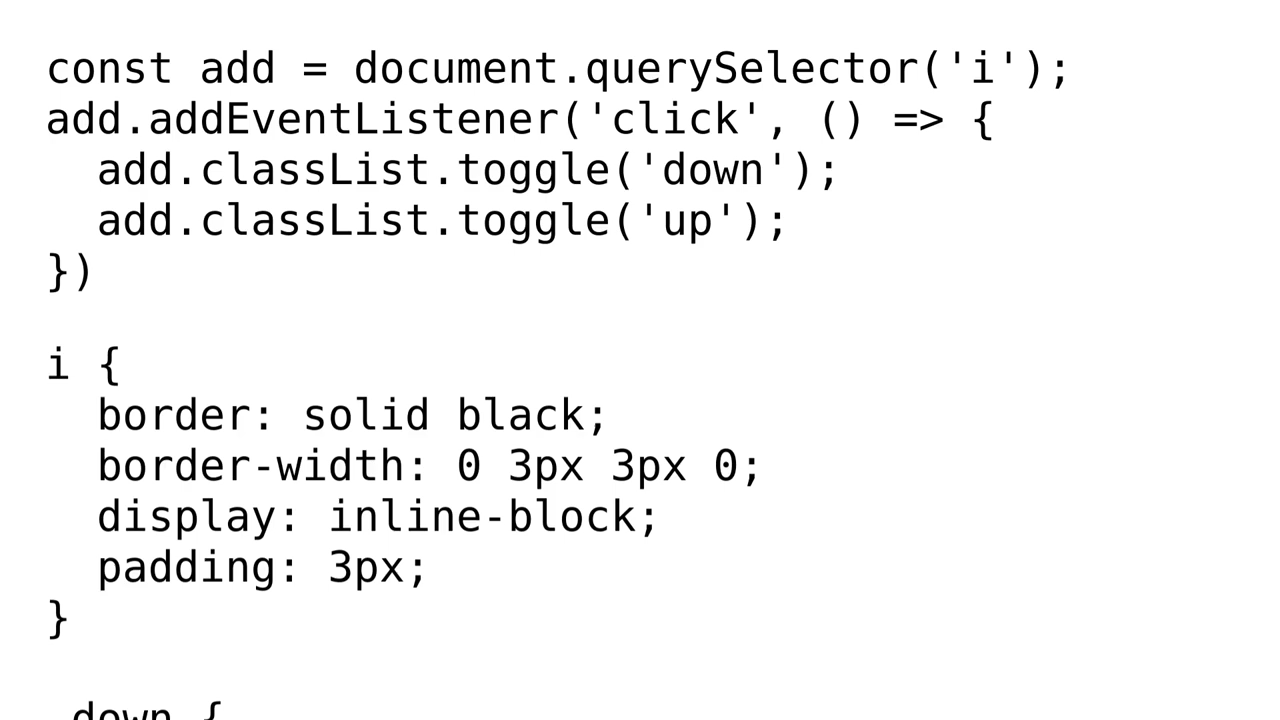 const add = document.querySelector('i');
add.addEventListener('click', () => {
  add.classList.toggle('down');
  add.classList.toggle('up');
})

i {
  border: solid black;
  border-width: 0 3px 3px 0;
  display: inline-block;
  padding: 3px;
}

.down {